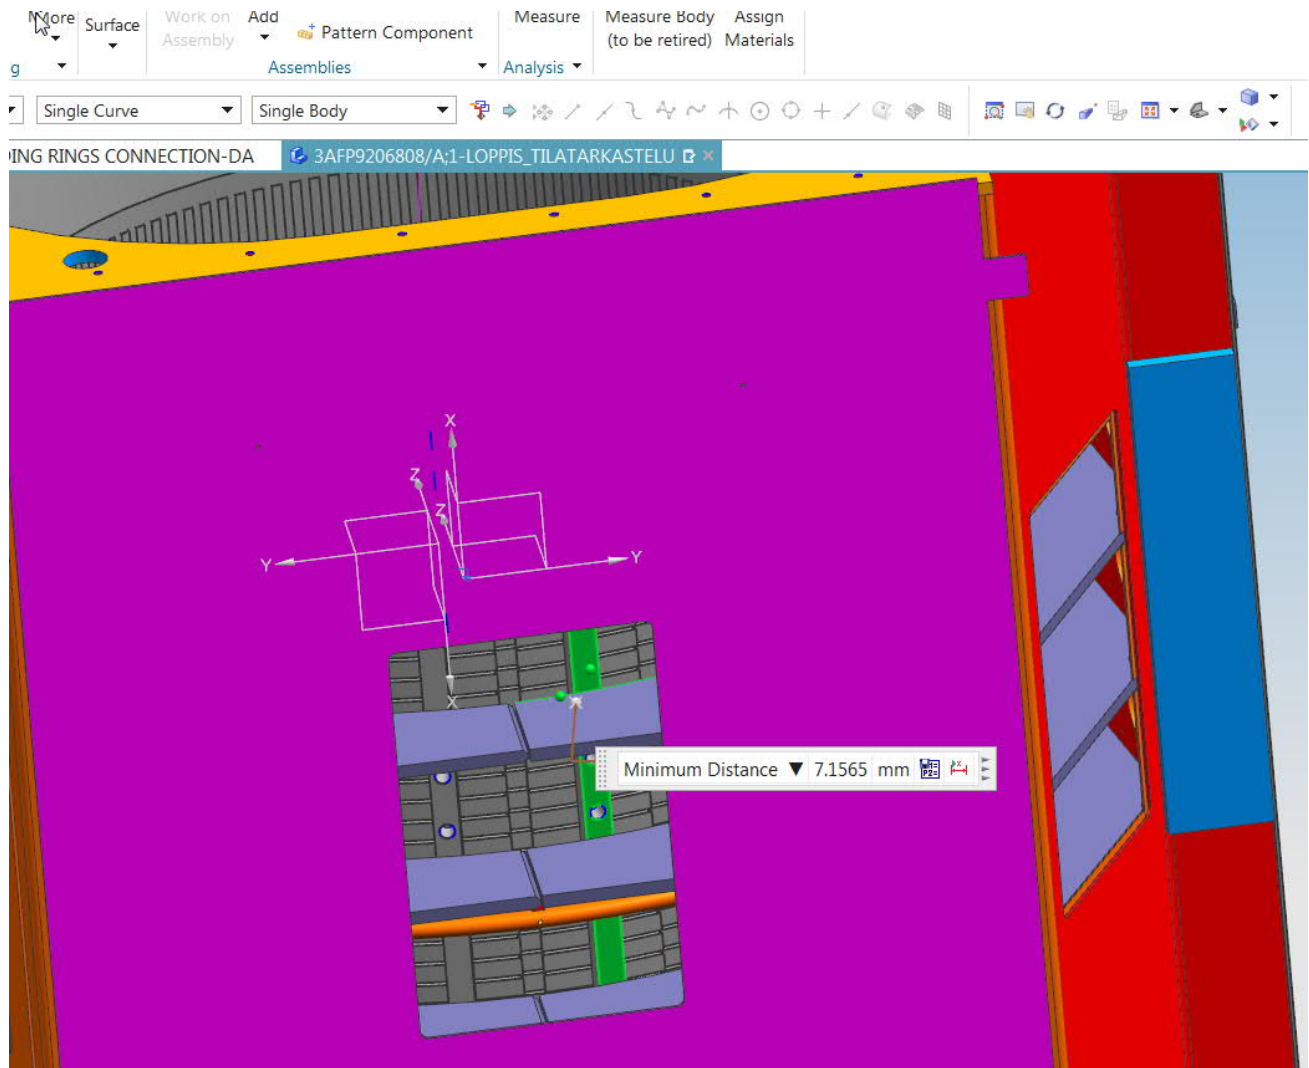 More
Surface
Work on
Assembly
Add
Pattern Component
Assemblies
Measure
Analysis
Measure Body
(to be retired)
Assign
Materials
g
Single Curve
Single Body
ING RINGS CONNECTION-DA
3AFP9206808/A;1-LOPPIS_TILATARKASTELU
X
Z
Z
Y
Y
X
Minimum Distance 7.1565 mm